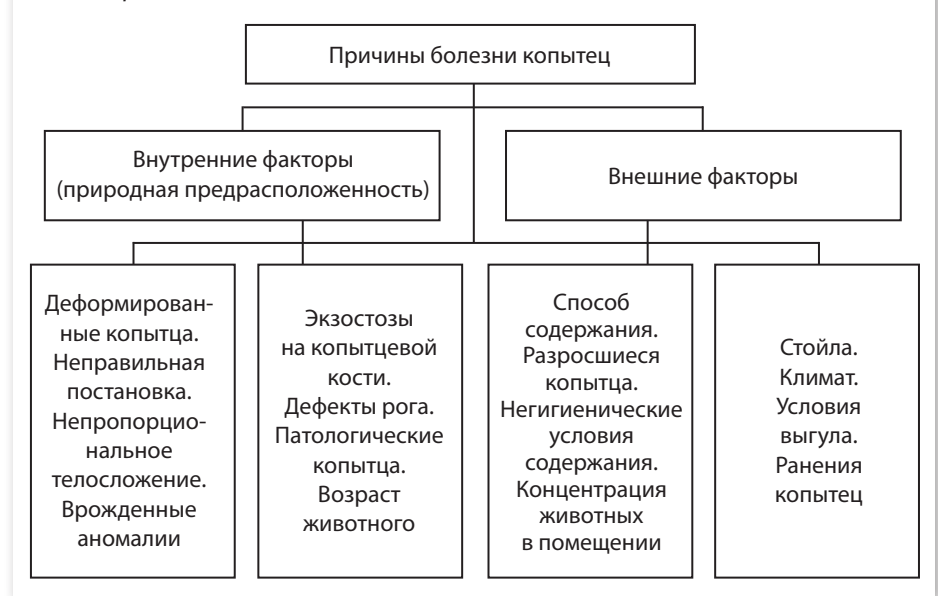 Причины болезни копытец
Внутренние факторы
(природная предрасположенность)
Внешние факторы
Деформирован-
ные копытца.
Неправильная
постановка.
Непропорцио-
нальное
телосложение.
Врожденные
аномалии
Экзостозы
на копытцевой
кости.
Дефекты рога.
Патологические
копытца.
Возраст
животного
Способ
содержания.
Разросшиеся
копытца.
Негигиенические
условия
содержания.
Концентрация
животных
в помещении
Стойла.
Климат.
Условия
выгула.
Ранения
копытец